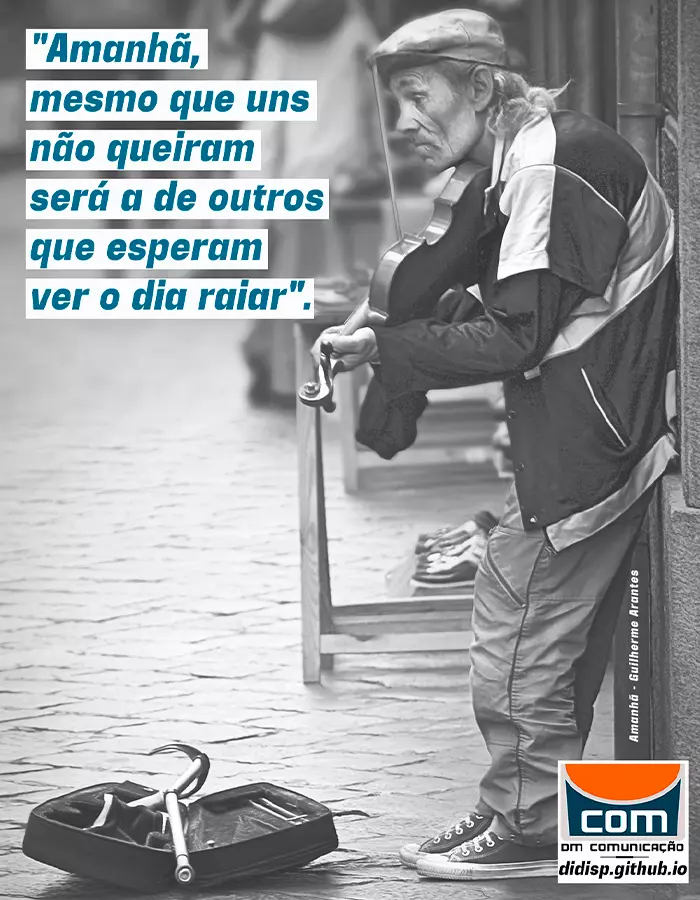 "Amanhã,
mesmo que uns
não queiram
será a de outros
que esperam
ver o dia raiar".
Amanhã - Guilherme Arantes
com
DM COMUNICAÇÃO
didisp.github.io